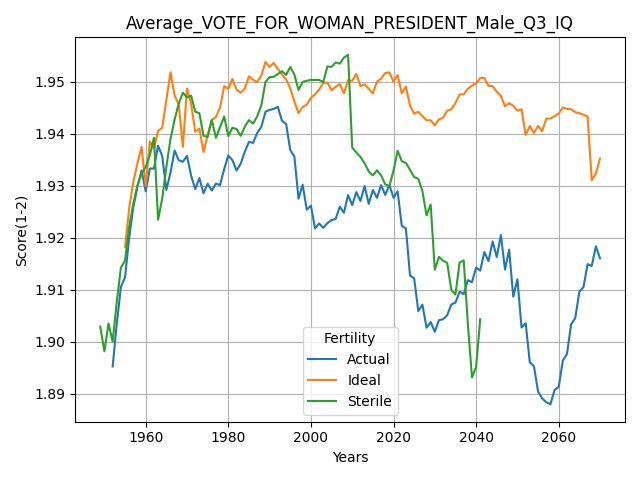 Average_VOTE_FOR_WOMAN_PRESIDENT_Male_Q3_IQ
Score(1-2)
1.95
1.94
1.93
1.92
1.91
1.90
1.89
Fertility
Actual
Ideal
Sterile
1960 1980 2000 2020 2040 2060
Years